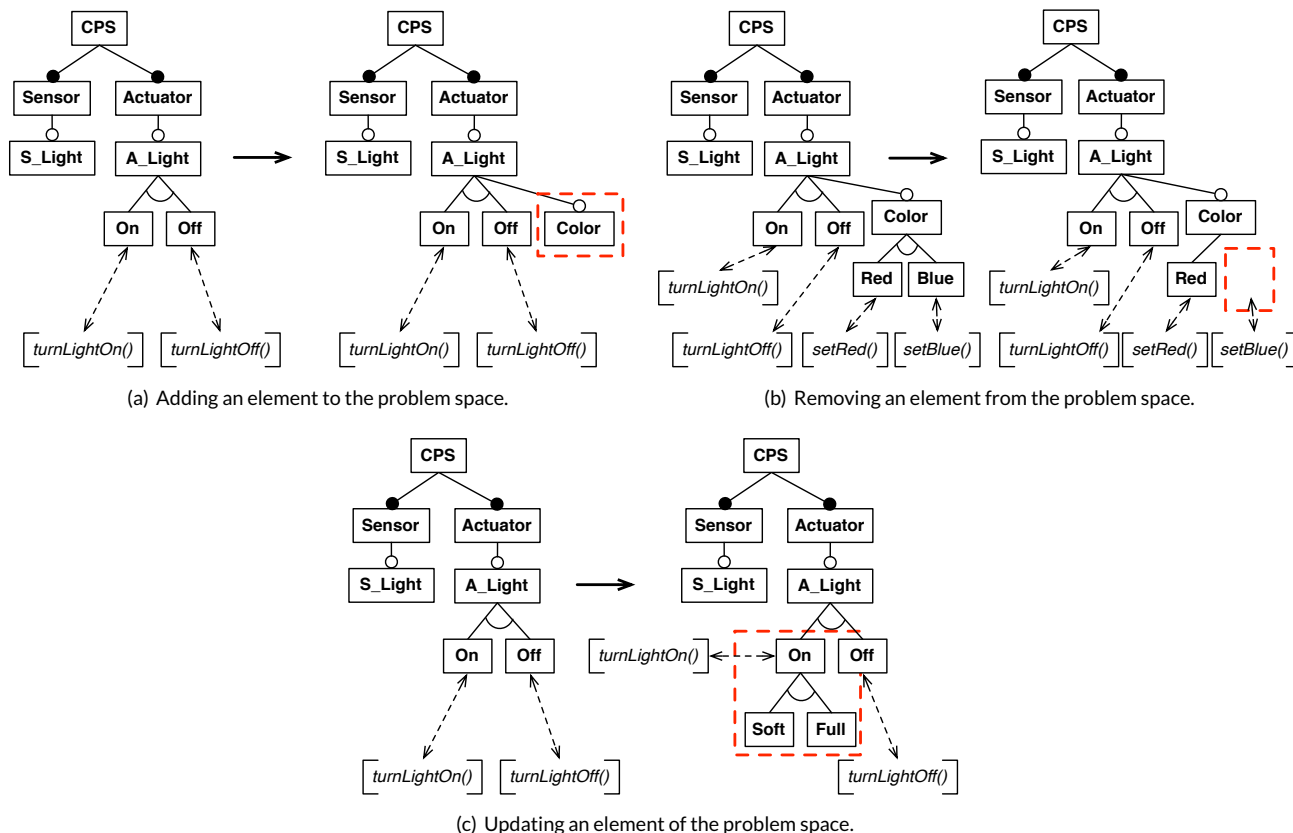 CPS CPS CPS CPS
Sensor Actuator Sensor Actuator Sensor Actuator Sensor Actuator
S_Light A_Light S_Light A_Light S_Light A_Light S_Light A_Light
On Off On Off Color On Off Color On Off Color
Red Blue Red
turnLightOn() turnLightOn()
turnLightOn() turnLightOff() turnLightOn() turnLightOff() turnLightOff() setRed() setBlue() turnLightOff() setRed() setBlue()
(a) Adding an element to the problem space. (b) Removing an element from the problem space.
CPS CPS
Sensor Actuator Sensor Actuator
S_Light A_Light S_Light A_Light
On Off turnLightOn() On Off
Soft Full
turnLightOn() turnLightOff() turnLightOff()
(c) Updating an element of the problem space.